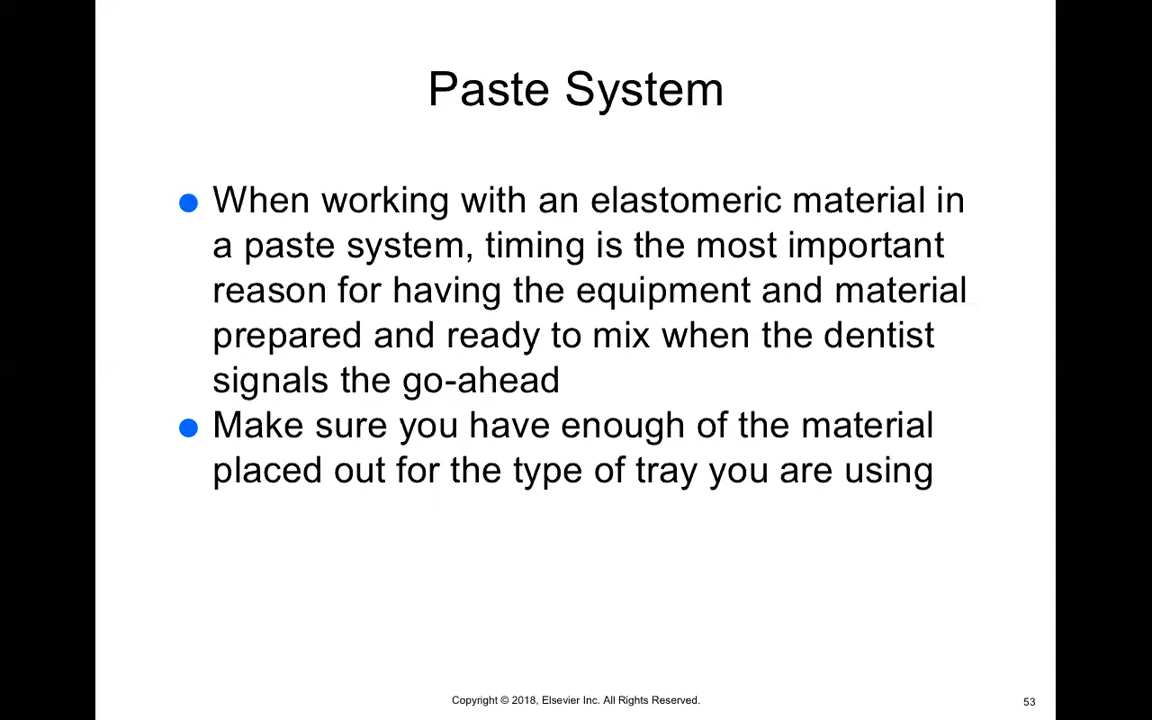 Paste System
● When working with an elastomeric material in
a paste system, timing is the most important
reason for having the equipment and material
prepared and ready to mix when the dentist
signals the go-ahead
● Make sure you have enough of the material
placed out for the type of tray you are using
Copyright © 2018, Elsevier Inc. All Rights Reserved.
53